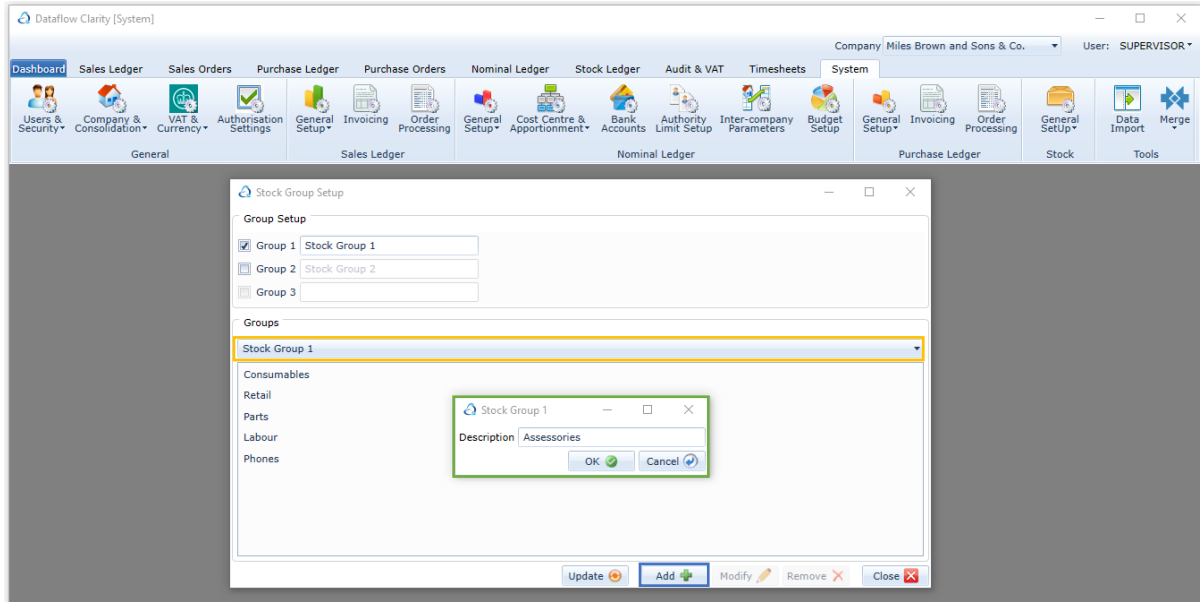 Dataflow Clarity [System]
Company Miles Brown and Sons & Co. User: SUPERVISOR
Dashboard Sales Ledger Sales Orders Purchase Ledger Purchase Orders Nominal Ledger Stock Ledger Audit & VAT Timesheets System
Users & Company & VAT & Authorisation General Invoicing Order General Cost Centre & Bank Authority Inter-company Budget General Invoicing Order General Data Merge
Security Consolidation Currency Settings Setup Processing Setup Apportionment Accounts Limit Setup Parameters Setup Setup Processing SetUp Import
General Sales Ledger Nominal Ledger Purchase Ledger Stock Tools
Stock Group Setup
Group Setup
Group 1 Stock Group 1
Group 2 Stock Group 2
Group 3
Groups
Stock Group 1
Consumables
Retail
Parts
Labour
Phones
Stock Group 1
Description Assessories
OK Cancel
Update Add Modify Remove Close